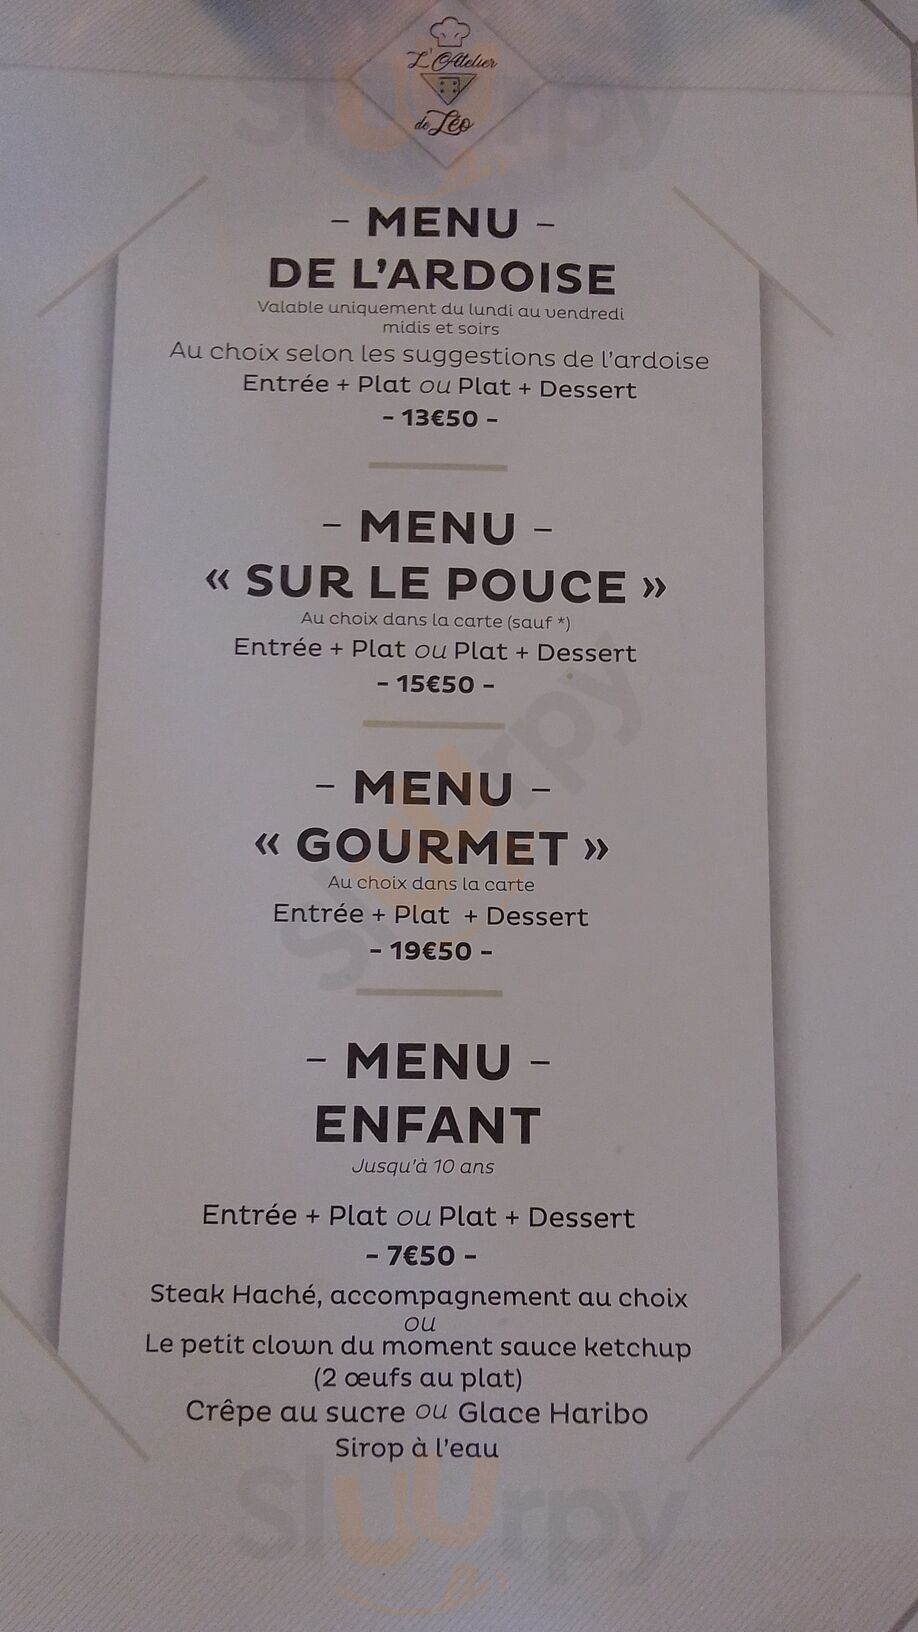 L'Atelier
de Léo
- MENU -
DE L'ARDOISE
Valable uniquement du lundi au vendredi
midis et soirs
Au choix selon les suggestions de l'ardoise
Entrée + Plat ou Plat + Dessert
- 13€50 -
- MENU -
« SUR LE POUCE »
Au choix dans la carte (sauf *)
Entrée + Plat ou Plat + Dessert
- 15€50 -
- MENU -
« GOURMET »
Au choix dans la carte
Entrée + Plat + Dessert
- 19€50 -
- MENU -
ENFANT
Jusqu'à 10 ans
Entrée + Plat ou Plat + Dessert
- 7€50 -
Steak Haché, accompagnement au choix
ou
Le petit clown du moment sauce ketchup
(2 œufs au plat)
Crêpe au sucre ou Glace Haribo
Sirop à l'eau
Sluurpy
Sluurpy
Sluurpy